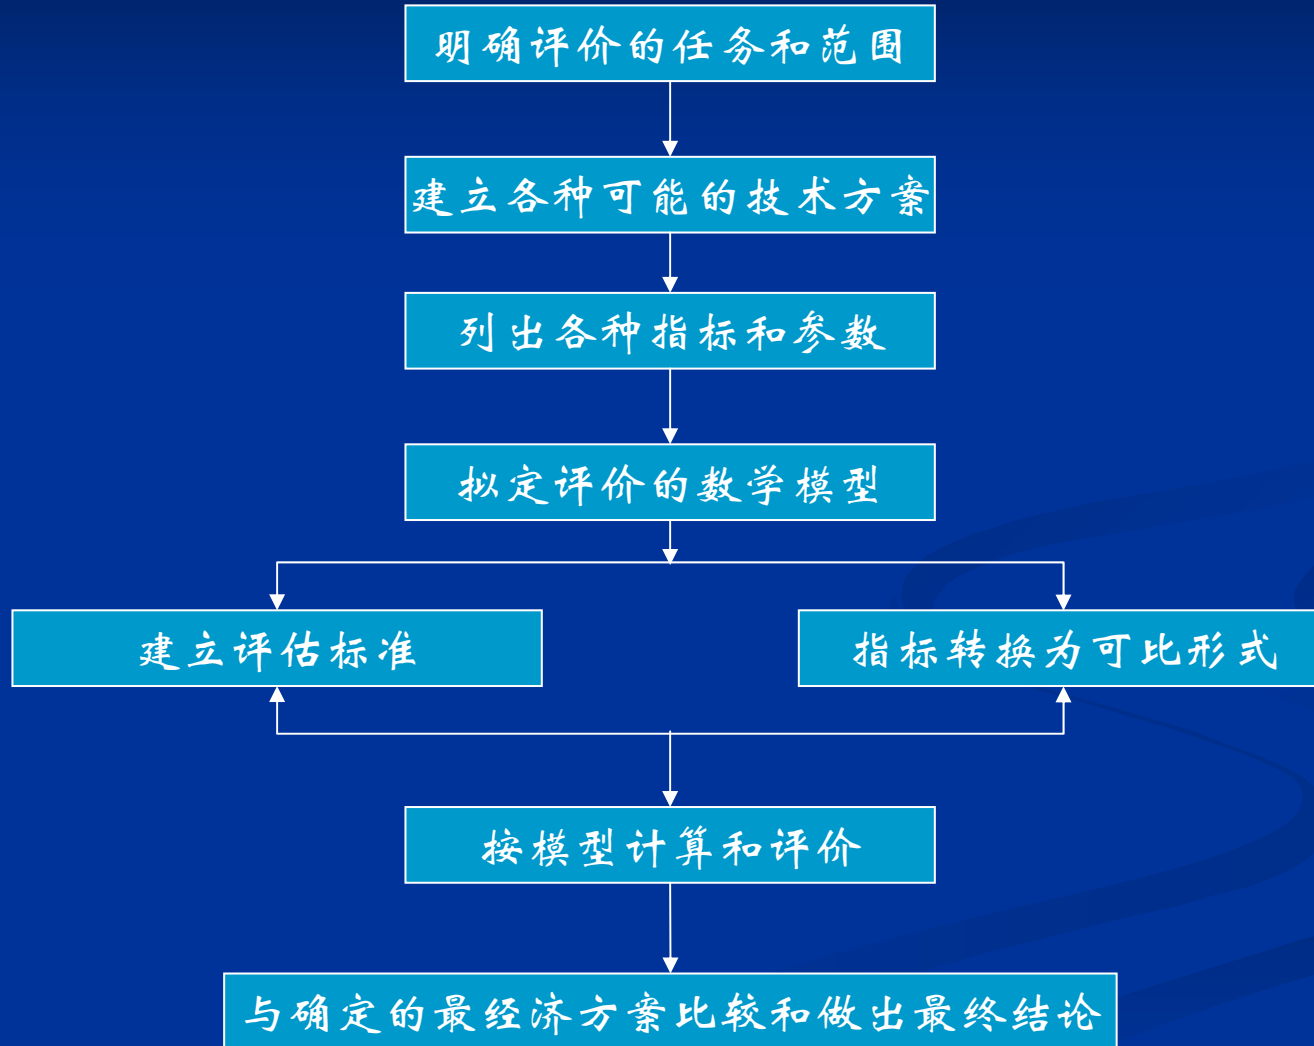 明确评价的任务和范围
建立各种可能的技术方案
列出各种指标和参数
拟定评价的数学模型
建立评估标准
指标转换为可比形式
按模型计算和评价
与确定的最经济方案比较和做出最终结论